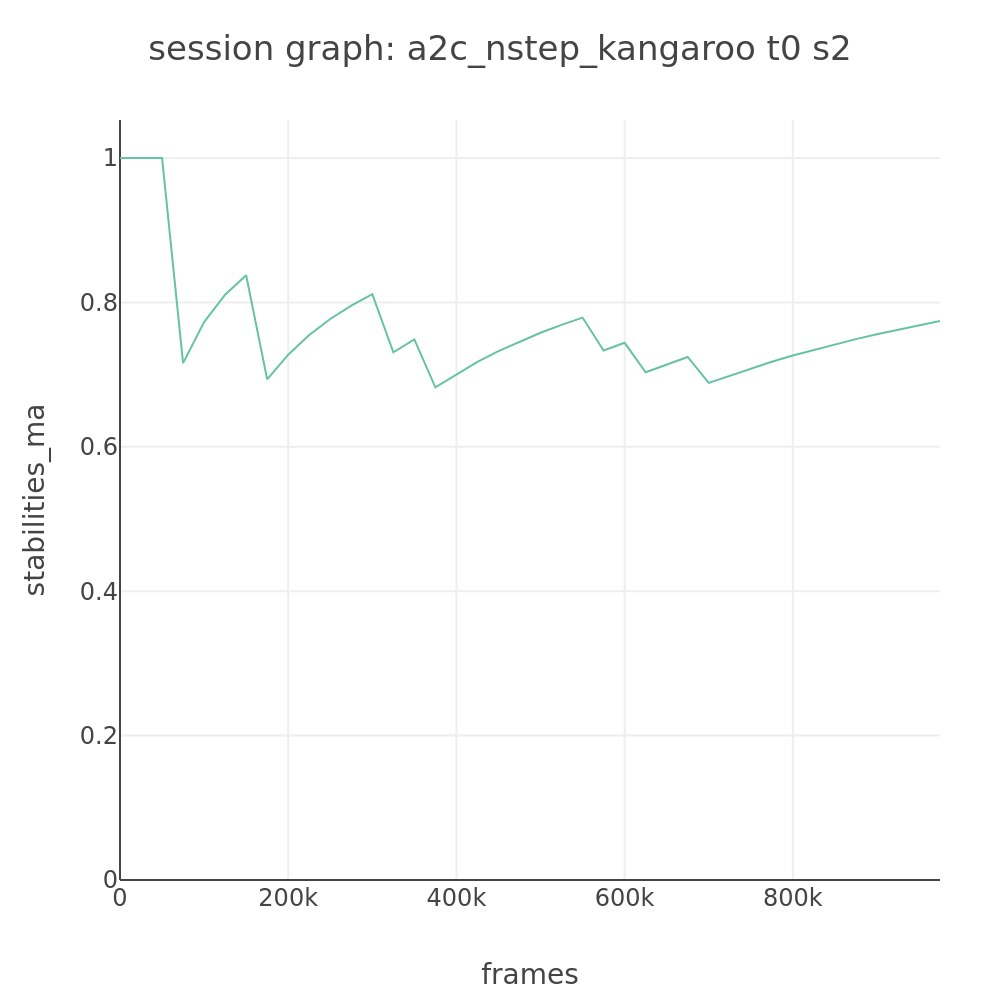 session graph: a2c_nstep_kangaroo t0 s2
1
0.8
0.6
0.4
0.2
0
stabilities_ma
0 200k 400k 600k 800k
frames